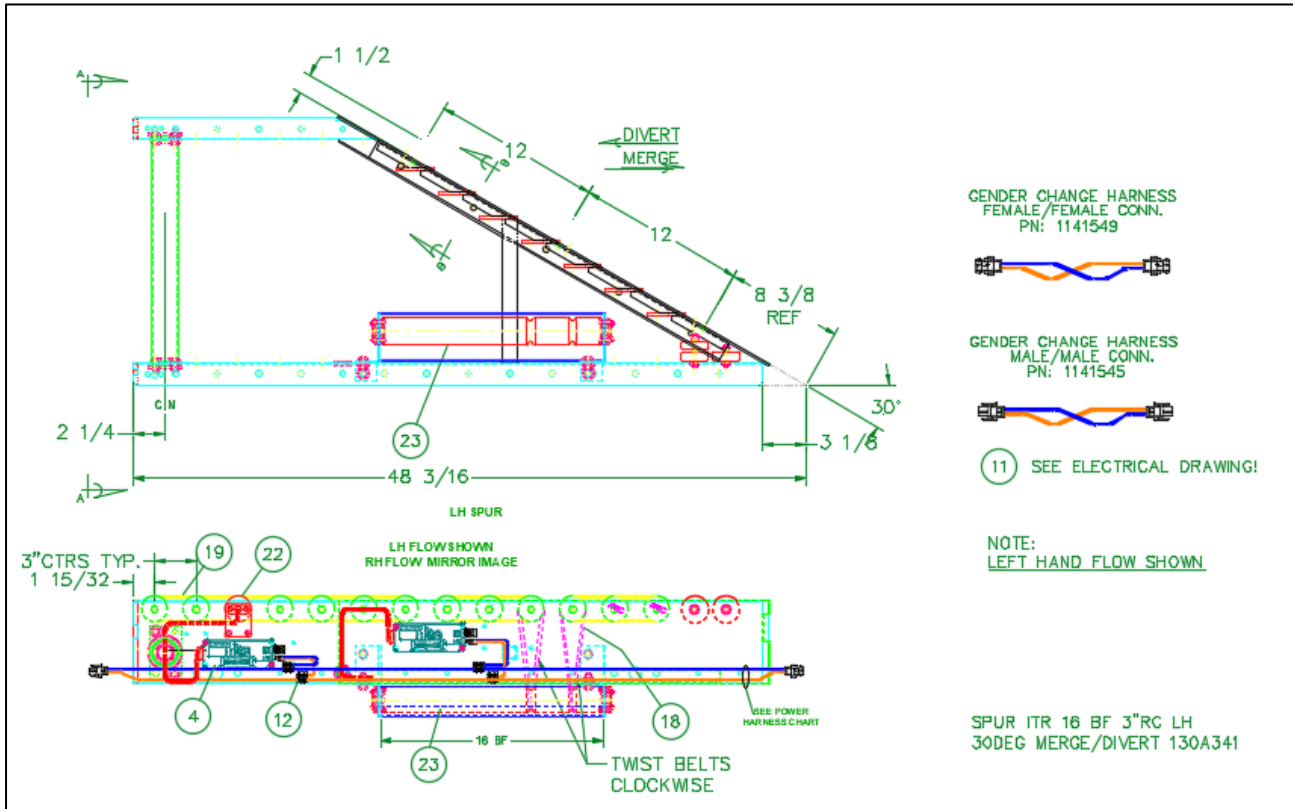 A
1 1/2
12
DIVERT
MERGE
B
12
B
8 3/8
REF
23
2 1/4
30°
3 1/8
48 3/16
A
GENDER CHANGE HARNESS
FEMALE/FEMALE CONN.
PN: 1141549
GENDER CHANGE HARNESS
MALE/MALE CONN.
PN: 1141545
11 SEE ELECTRICAL DRAWING!
NOTE:
LEFT HAND FLOW SHOWN
LH SPUR
LH FLOW SHOWN
RH FLOW MIRROR IMAGE
3"CTRS TYP.
1 15/32
19
22
4
12
23
16 BF
18
SEE POWER
HARNESS CHART
TWIST BELTS
CLOCKWISE
SPUR ITR 16 BF 3"RC LH
30DEG MERGE/DIVERT 130A341